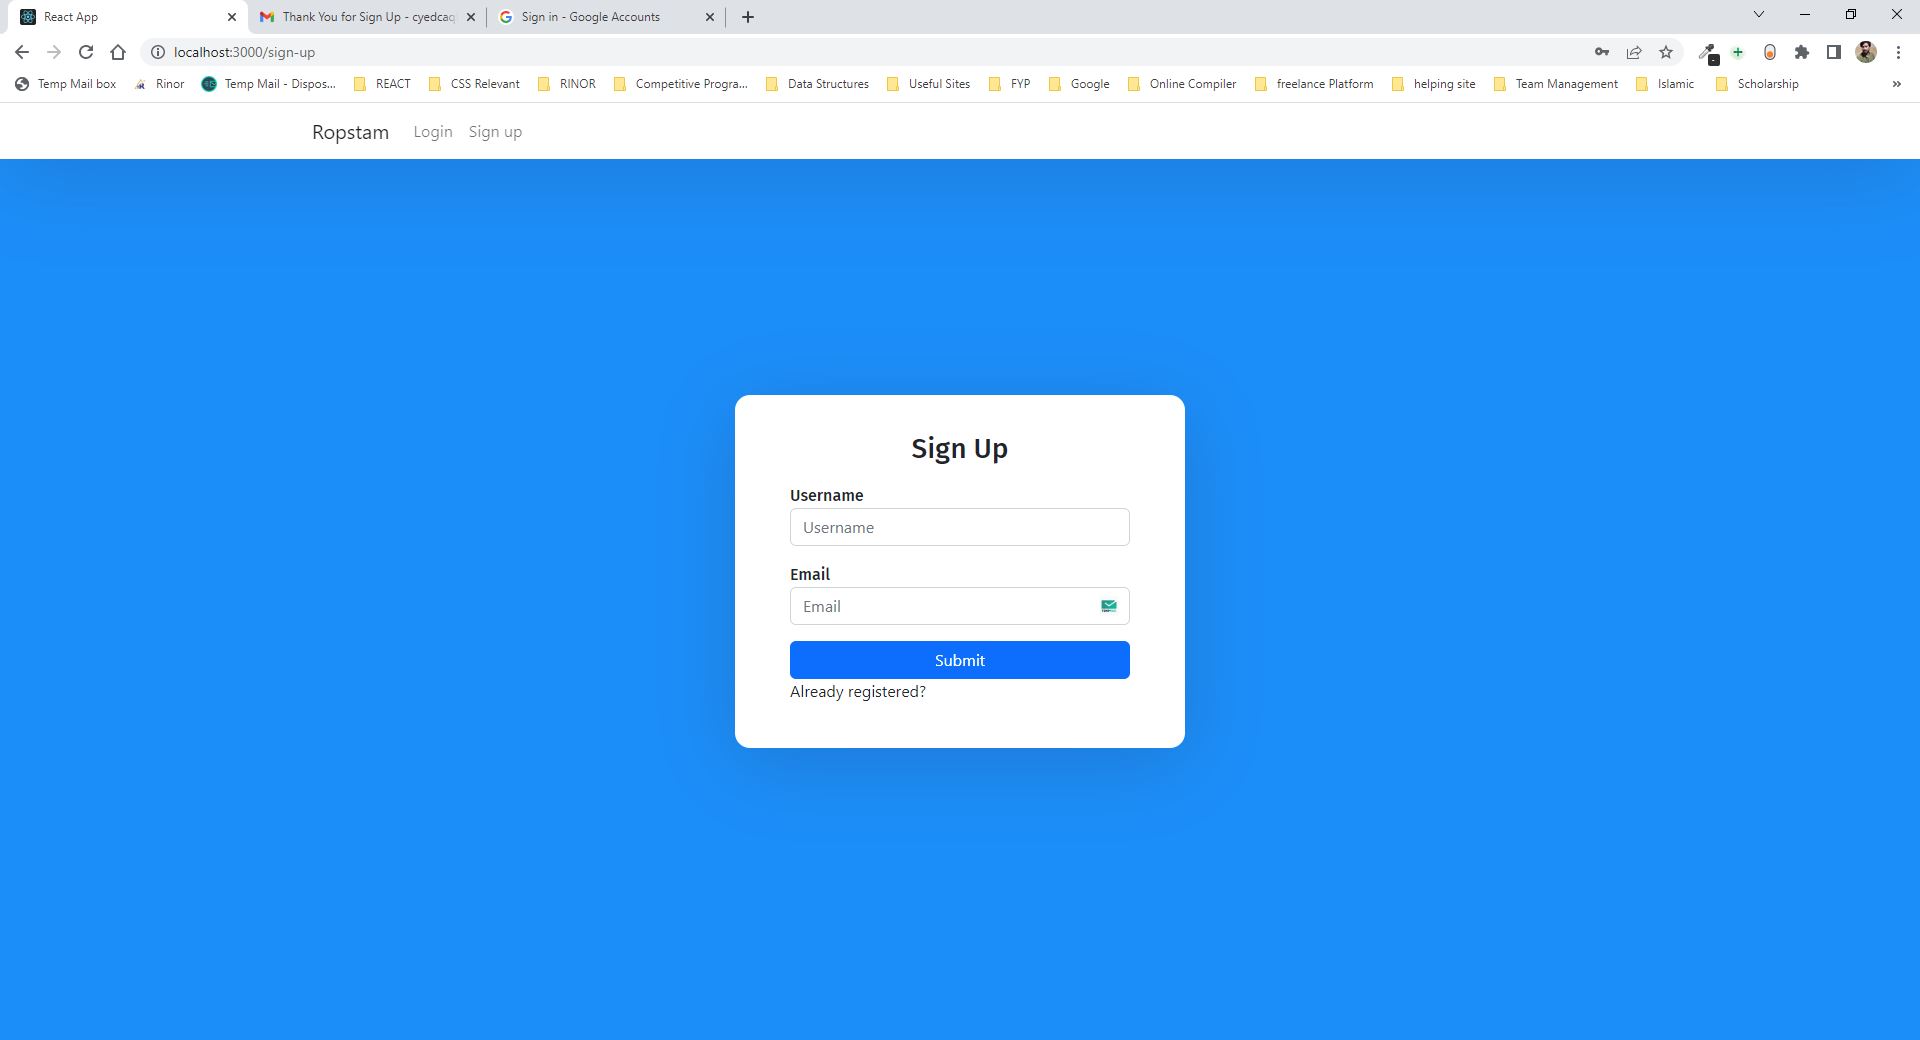 React App
Thank You for Sign Up - cyedcaq
Sign in - Google Accounts
localhost:3000/sign-up
Temp Mail box Rinor Temp Mail - Dispos... REACT CSS Relevant RINOR Competitive Progra... Data Structures Useful Sites FYP Google Online Compiler freelance Platform helping site Team Management Islamic Scholarship »
Ropstam Login Sign up
Sign Up
Username
Username
Email
Email
Submit
Already registered?